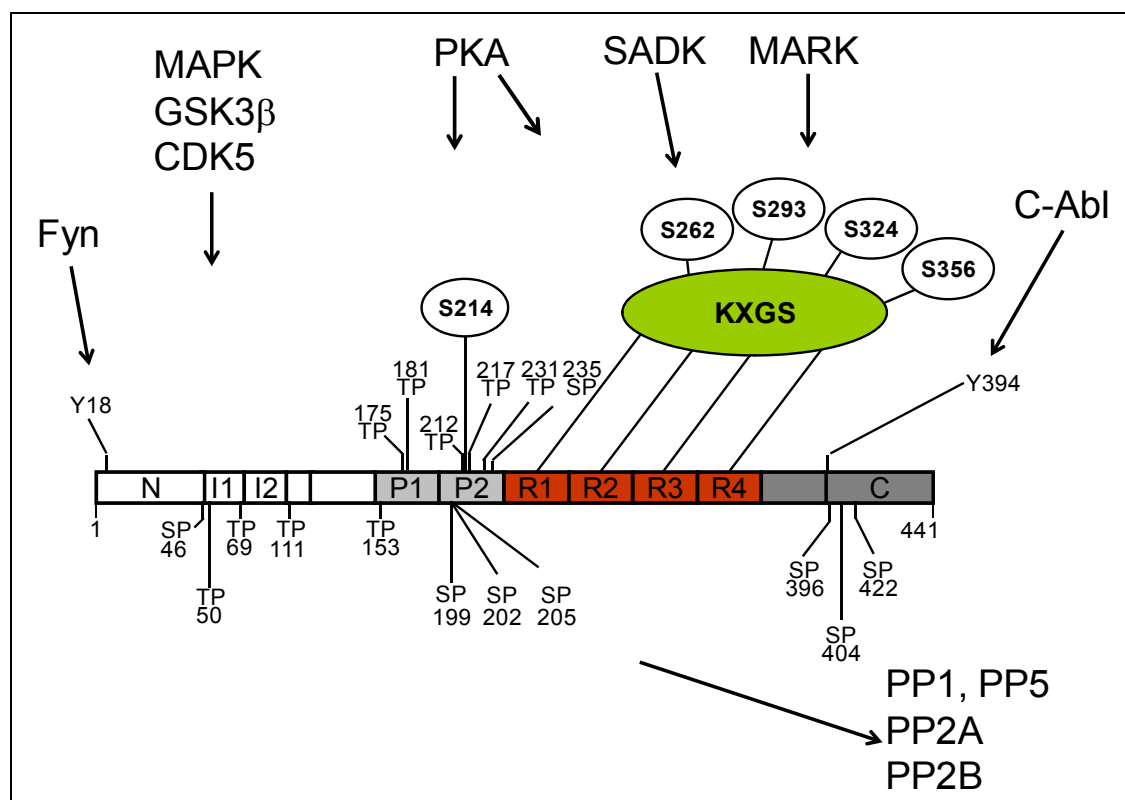 MAPK
GSK3β
CDK5
PKA
SADK
MARK
Fyn
C-Abl
S262
S293
S324
S356
KXGS
S214
Y18
175
TP
181
TP
212
TP
217
TP
231
TP
235
SP
Y394
N
I1
I2
P1
P2
R1
R2
R3
R4
C
1
SP
46
TP
50
TP
69
TP
111
TP
153
SP
199
SP
202
SP
205
SP
396
SP
404
SP
422
441
PP1, PP5
PP2A
PP2B